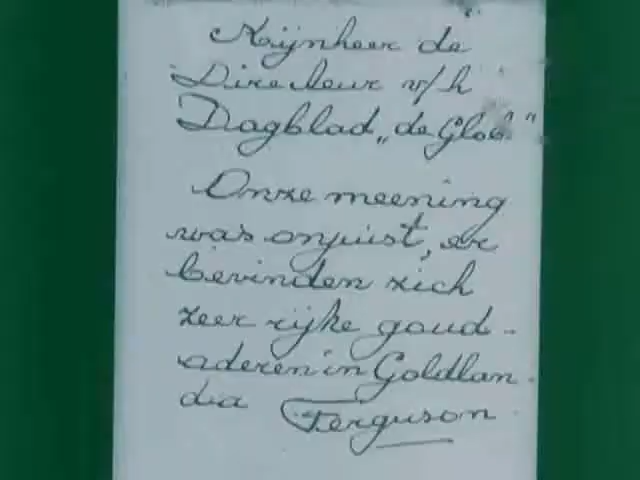 Mijnheer de
Directeur v/h
Dagblad „de Glob"
Onze meening
was onjuist, er
bevinden zich
zeer rijke goud-
aderen in Goldlan-
dia Ferguson